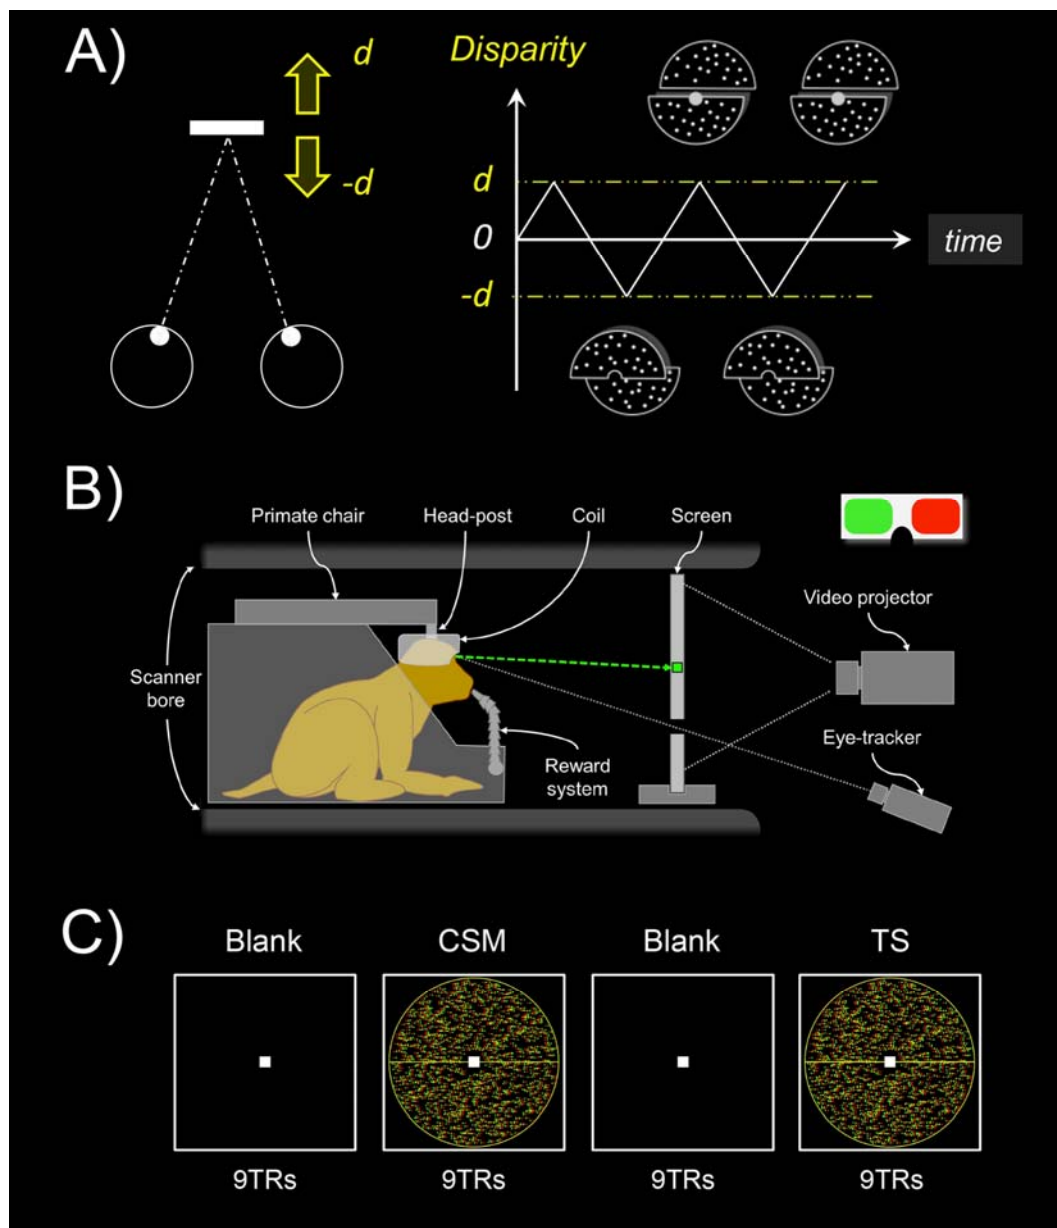 A)
d
-d
Disparity
d
0
-d
time
B)
Primate chair
Head-post
Coil
Screen
Video projector
Scanner
bore
Eye-tracker
Reward
system
C)
Blank
CSM
Blank
TS
9TRs
9TRs
9TRs
9TRs